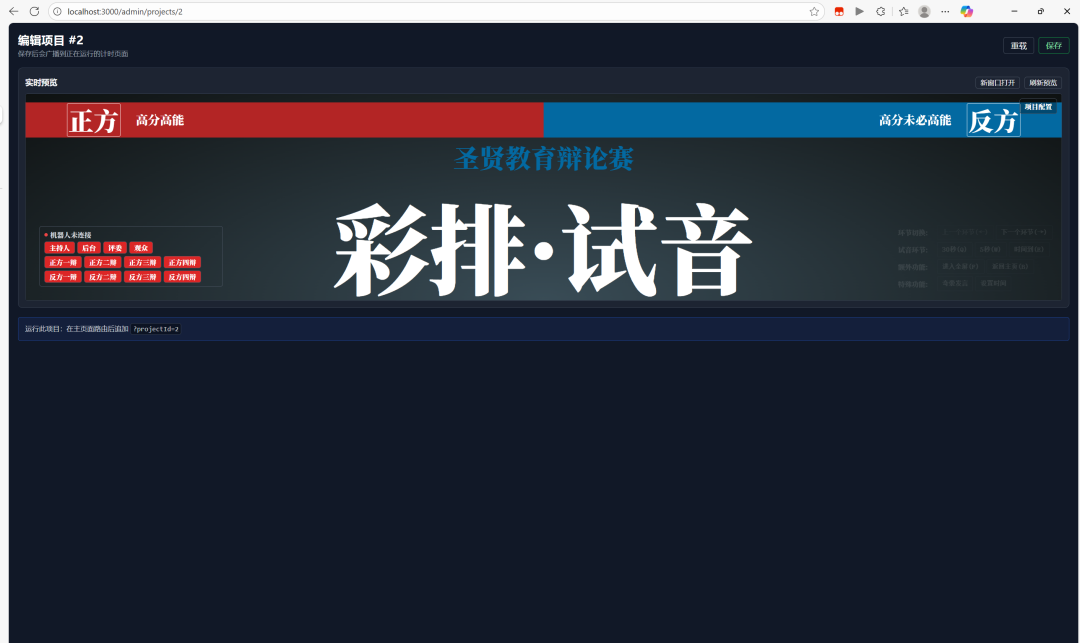 localhost:3000/admin/projects/2
编辑项目 #2
保存后会广播到正在运行的计时页面
重载 保存
实时预览
新窗口打开 刷新预览
项目配置
正方 高分高能
高分未必高能 反方
圣贤教育辩论赛
彩排·试音
机器人未连接
主持人 后台 评委 观众
正方一辩 正方二辩 正方三辩 正方四辩
反方一辩 反方二辩 反方三辩 反方四辩
运行此项目：在主页面路由后追加 ?projectId=2